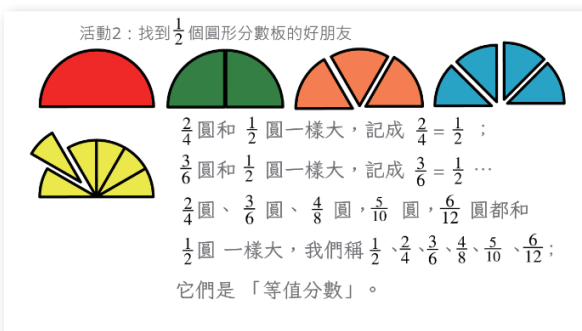 活動2：找到1/2個圓形分數板的好朋友
2/4圓和 1/2 圓一樣大，記成 2/4 = 1/2 ；
3/6圓和 1/2 圓一樣大，記成 3/6 = 1/2 …
2/4圓、3/6 圓、4/8 圓，5/10 圓，6/12 圓都和
1/2圓 一樣大，我們稱 1/2、2/4、3/6、4/8、5/10、6/12；
它們是 「等值分數」。